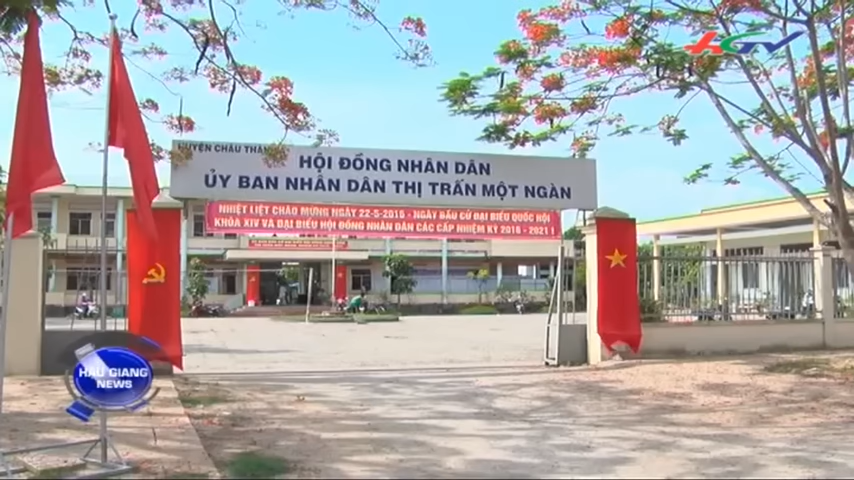 HGTV
HUYỆN CHÂU THÀNH
HỘI ĐỒNG NHÂN DÂN
ỦY BAN NHÂN DÂN THỊ TRẤN MỘT NGÀN
NHIỆT LIỆT CHÀO MỪNG NGÀY 22-5-2016 - NGÀY BẦU CỬ ĐẠI BIỂU QUỐC HỘI
KHÓA XIV VÀ ĐẠI BIỂU HỘI ĐỒNG NHÂN DÂN CÁC CẤP NHIỆM KỲ 2016 - 2021 !
HẬU GIANG
NEWS